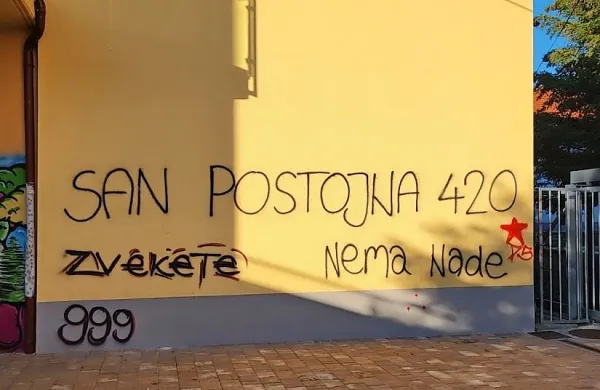 SAN POSTOJNA 420
ZVEKETE
Nema Nade
999